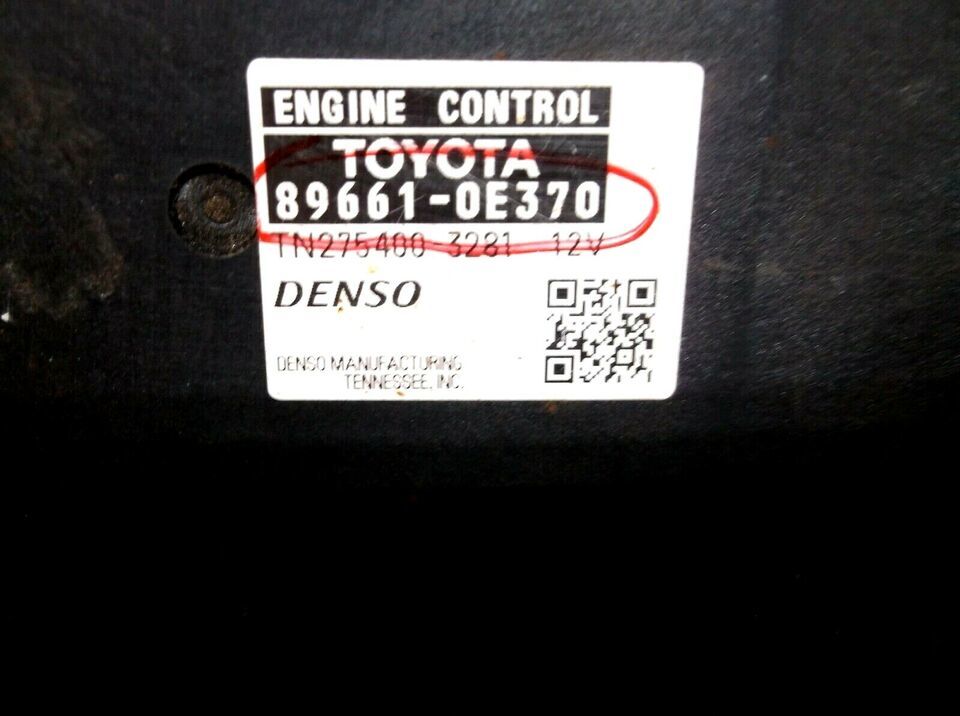 ENGINE CONTROL
TOYOTA
89661-0E370
TN275400-3281 12V
DENSO
DENSO MANUFACTURING
TENNESSEE, INC.